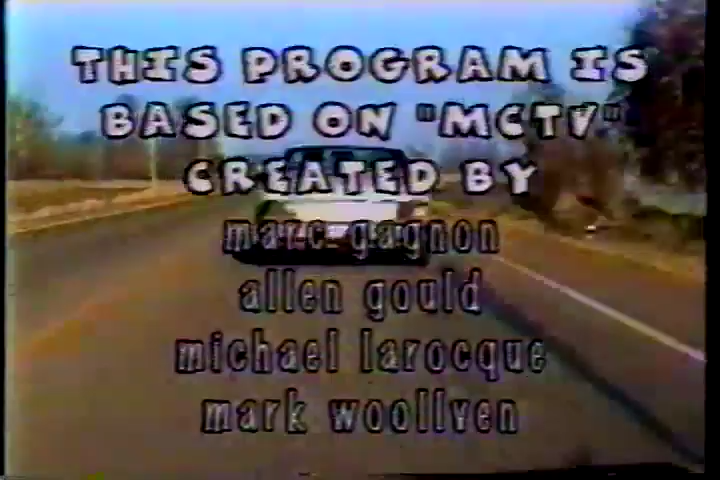 THIS PROGRAM IS
BASED ON "MCTV"
CREATED BY
marc gagnon
allen gould
michael larocque
mark woollven